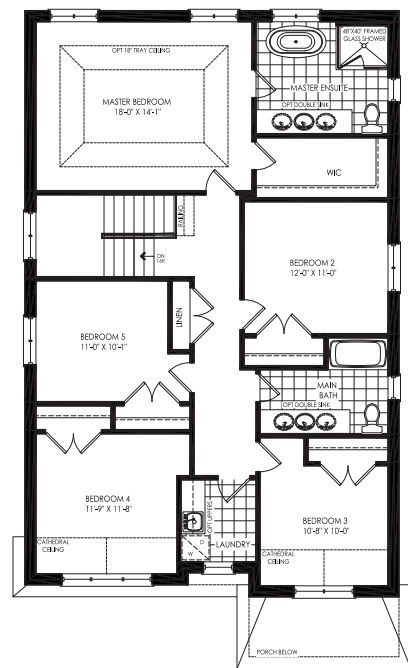 OPT 18" TRAY CEILING
MASTER BEDROOM
18'-0" X 14'-1"
48"X40" FRAMED
GLASS SHOWER
MASTER ENSUITE
OPT DOUBLE SINK
WIC
RAILING
DN
16R
BEDROOM 2
12'-0" X 11'-0"
LINEN
BEDROOM 5
11'-0" X 10'-1"
MAIN
BATH
OPT DOUBLE SINK
BEDROOM 4
11'-9" X 11'-8"
OPT UPPERS
BEDROOM 3
10'-8" X 10'-0"
CATHEDRAL
CEILING
W
D
LAUNDRY
CATHEDRAL
CEILING
PORCH BELOW